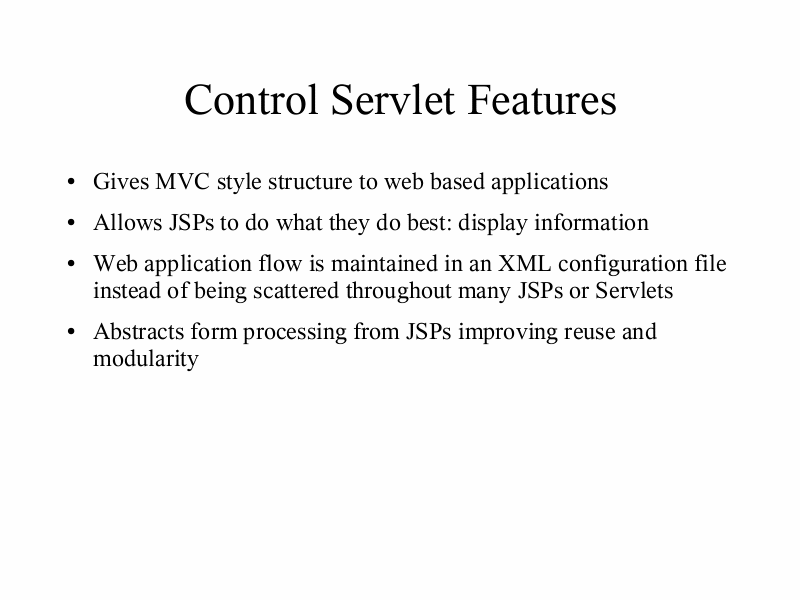 Control Servlet Features
• Gives MVC style structure to web based applications
• Allows JSPs to do what they do best: display information
• Web application flow is maintained in an XML configuration file
instead of being scattered throughout many JSPs or Servlets
• Abstracts form processing from JSPs improving reuse and
modularity